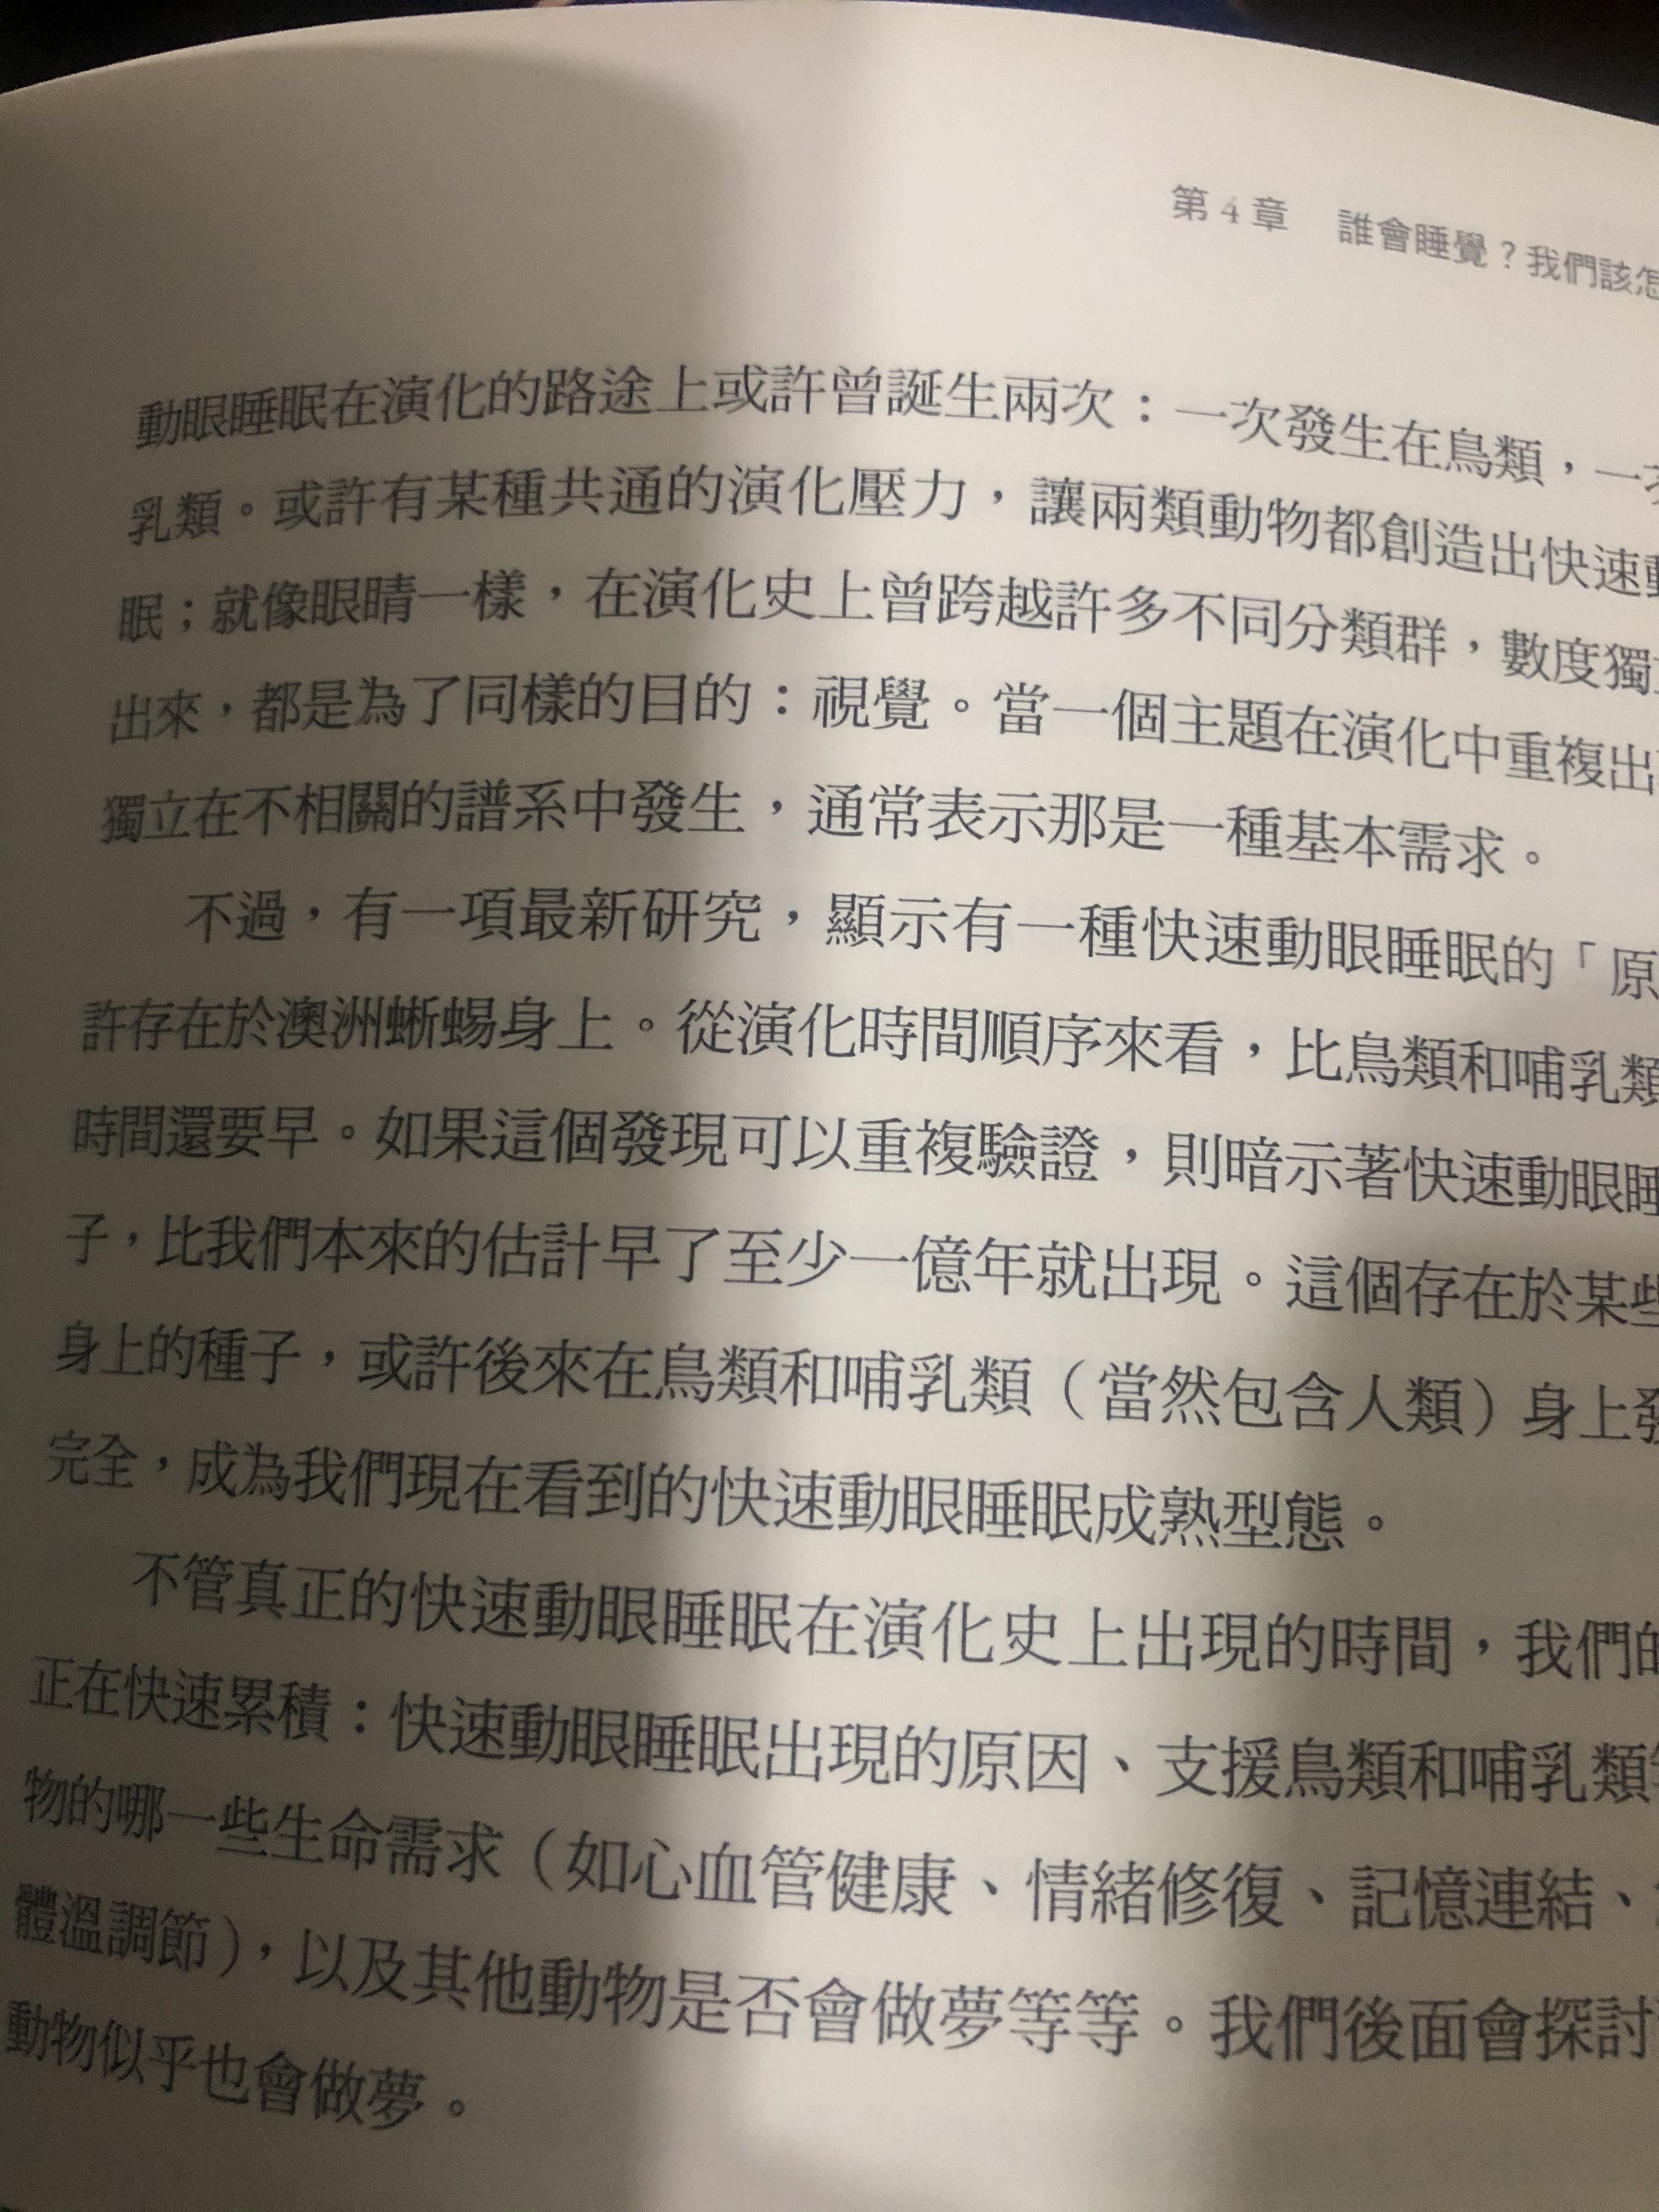 第4章　誰會睡覺？我們該怎
動眼睡眠在演化的路途上或許曾誕生兩次：一次發生在鳥類，一
乳類。或許有某種共通的演化壓力，讓兩類動物都創造出快速
眠；就像眼睛一樣，在演化史上曾跨越許多不同分類群，數度獨
出來，都是為了同樣的目的：視覺。當一個主題在演化中重複出
獨立在不相關的譜系中發生，通常表示那是一種基本需求。
不過，有一項最新研究，顯示有一種快速動眼睡眠的「原
許存在於澳洲蜥蜴身上。從演化時間順序來看，比鳥類和哺乳類
時間還要早。如果這個發現可以重複驗證，則暗示著快速動眼睡
子，比我們本來的估計早了至少一億年就出現。這個存在於某些
身上的種子，或許後來在鳥類和哺乳類（當然包含人類）身上發
完全，成為我們現在看到的快速動眼睡眠成熟型態。
不管真正的快速動眼睡眠在演化史上出現的時間，我們的
正在快速累積：快速動眼睡眠出現的原因、支援鳥類和哺乳類
物的哪一些生命需求（如心血管健康、情緒修復、記憶連結、
體溫調節），以及其他動物是否會做夢等等。我們後面會探討
動物似乎也會做夢。